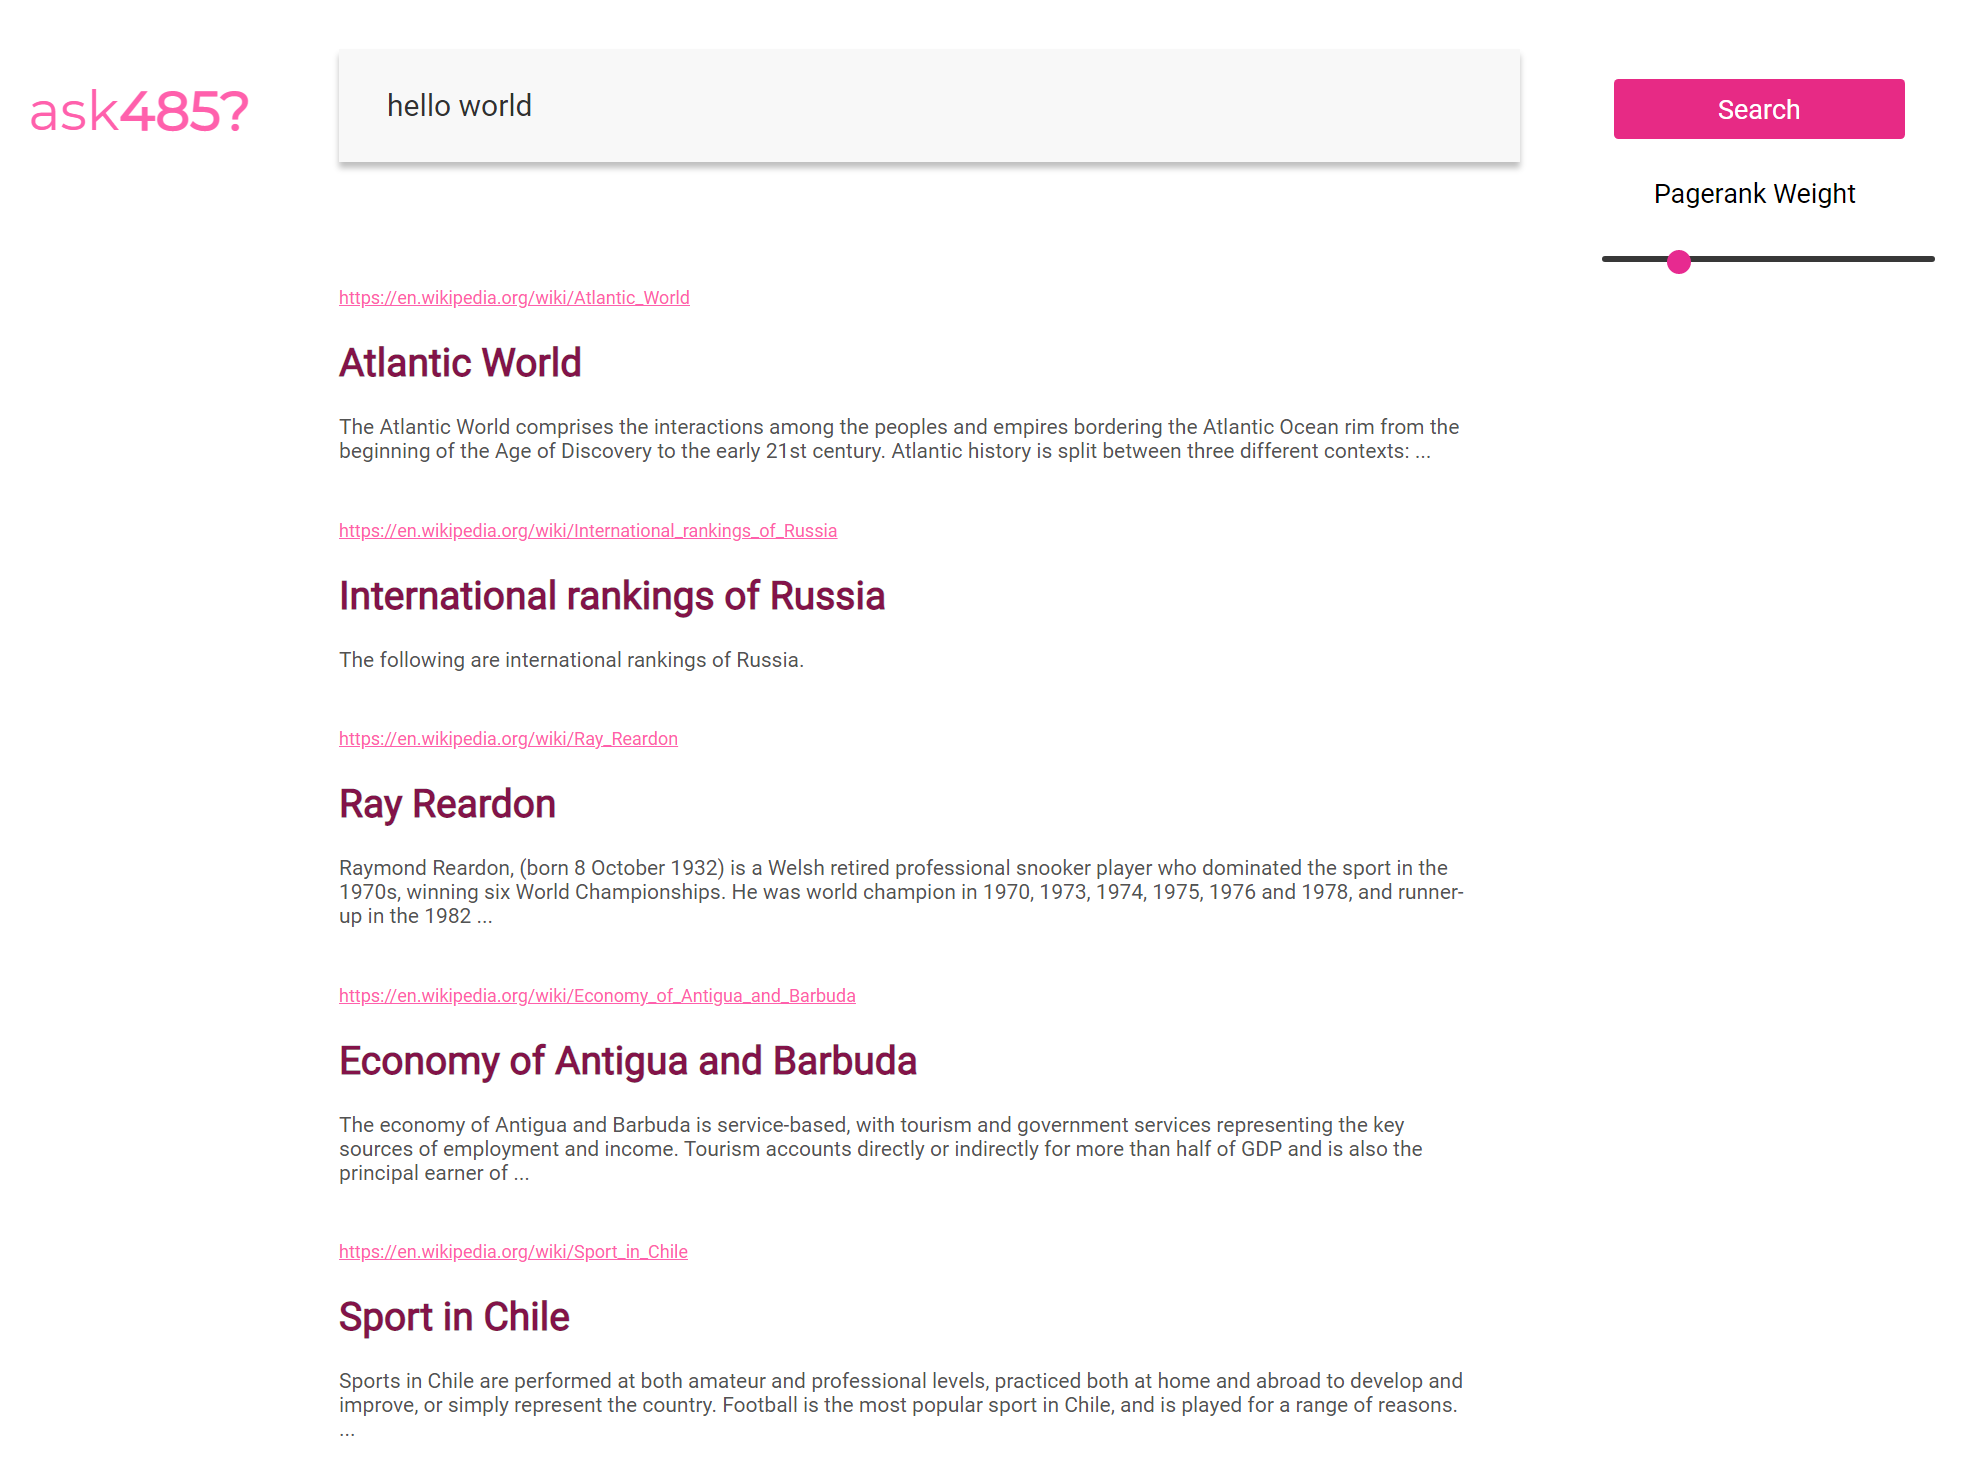 ask485?
hello world
Search
Pagerank Weight
https://en.wikipedia.org/wiki/Atlantic_World
Atlantic World
The Atlantic World comprises the interactions among the peoples and empires bordering the Atlantic Ocean rim from the
beginning of the Age of Discovery to the early 21st century. Atlantic history is split between three different contexts: ...
https://en.wikipedia.org/wiki/International_rankings_of_Russia
International rankings of Russia
The following are international rankings of Russia.
https://en.wikipedia.org/wiki/Ray_Reardon
Ray Reardon
Raymond Reardon, (born 8 October 1932) is a Welsh retired professional snooker player who dominated the sport in the
1970s, winning six World Championships. He was world champion in 1970, 1973, 1974, 1975, 1976 and 1978, and runner-
up in the 1982 ...
https://en.wikipedia.org/wiki/Economy_of_Antigua_and_Barbuda
Economy of Antigua and Barbuda
The economy of Antigua and Barbuda is service-based, with tourism and government services representing the key
sources of employment and income. Tourism accounts directly or indirectly for more than half of GDP and is also the
principal earner of ...
https://en.wikipedia.org/wiki/Sport_in_Chile
Sport in Chile
Sports in Chile are performed at both amateur and professional levels, practiced both at home and abroad to develop and
improve, or simply represent the country. Football is the most popular sport in Chile, and is played for a range of reasons.
...